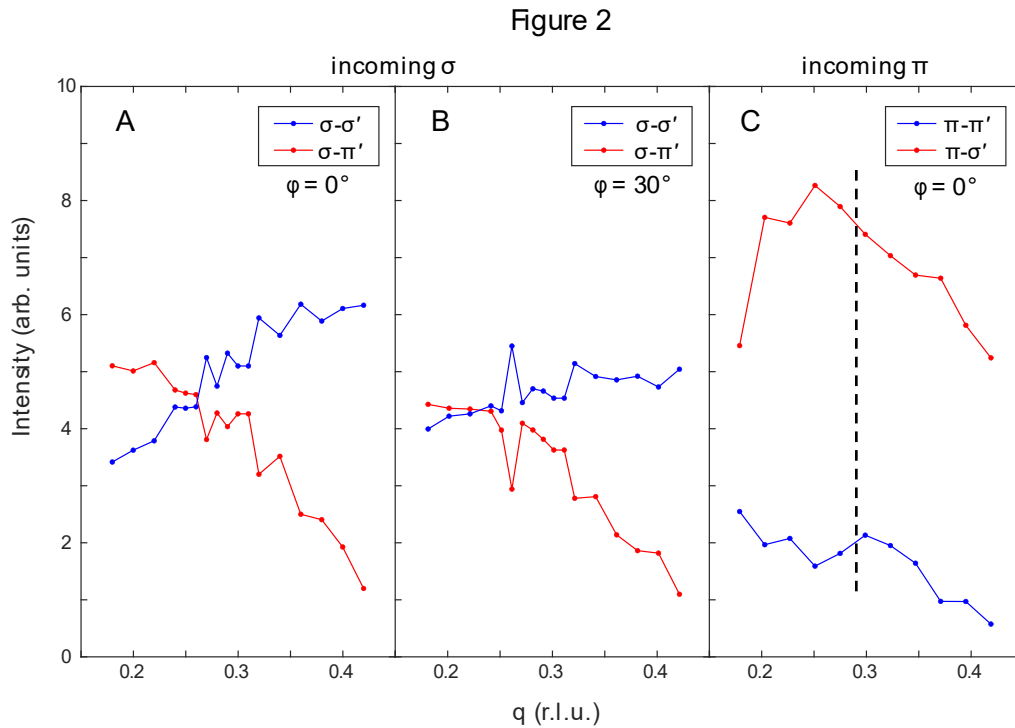 Figure 2
incoming σ
incoming π
A
σ-σ′
σ-π′
φ = 0°
B
σ-σ′
σ-π′
φ = 30°
C
π-π′
π-σ′
φ = 0°
Intensity (arb. units)
10
8
6
4
2
0
0.2 0.3 0.4
0.2 0.3 0.4
0.2 0.3 0.4
q (r.l.u.)